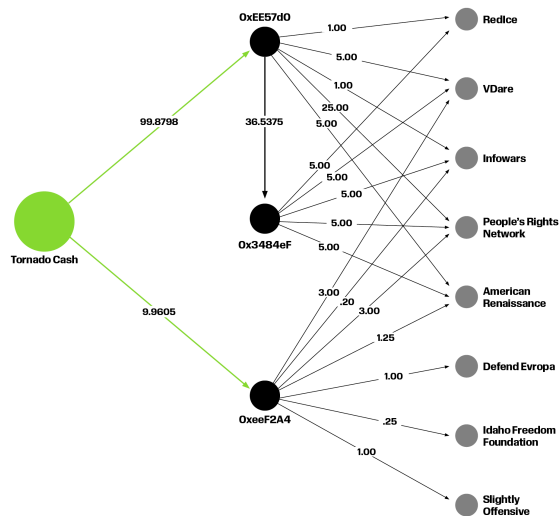 0xEE57d0
RedIce
1.00
5.00
VDare
1.00
25.00
99.8798
36.5375
5.00
Infowars
5.00
5.00
5.00
People's Rights
Network
5.00
0x3484eF
5.00
Tornado Cash
American
Renaissance
3.00
.20
3.00
9.9605
1.25
Defend Evropa
1.00
0xeeF2A4
.25
Idaho Freedom
Foundation
1.00
Slightly
Offensive